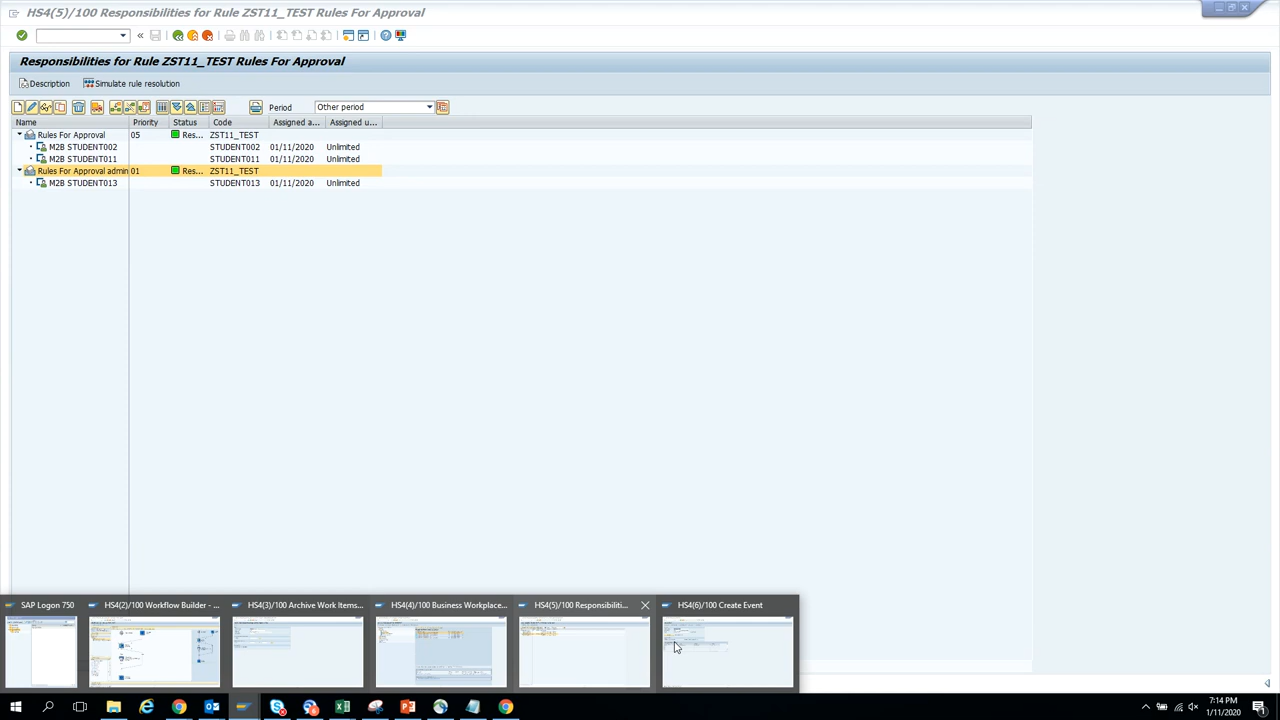 HS4(5)/100 Responsibilities for Rule ZST11_TEST Rules For Approval
Responsibilities for Rule ZST11_TEST Rules For Approval
Description Simulate rule resolution
Period Other period
Name Priority Status Code Assigned a... Assigned u...
Rules For Approval 05 Res... ZST11_TEST
M2B STUDENT002 STUDENT002 01/11/2020 Unlimited
M2B STUDENT011 STUDENT011 01/11/2020 Unlimited
Rules For Approval admin 01 Res... ZST11_TEST
M2B STUDENT013 STUDENT013 01/11/2020 Unlimited
SAP Logon 750 HS4(2)/100 Workflow Builder - ... HS4(3)/100 Archive Work Items... HS4(4)/100 Business Workplace... HS4(5)/100 Responsibiliti... HS4(6)/100 Create Event
7:14 PM
1/11/2020